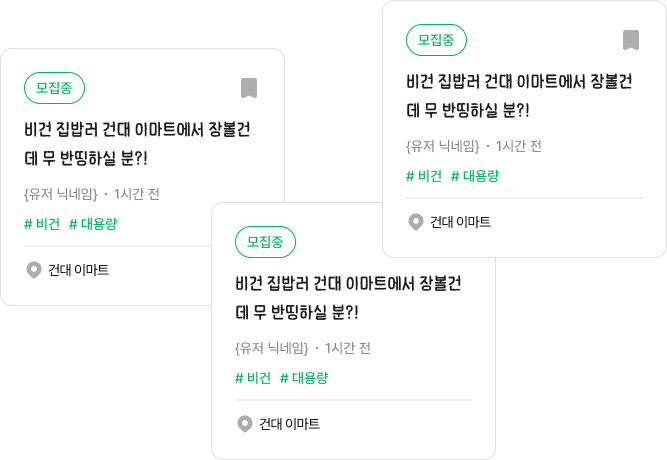 모집중
비건 집밥러 건대 이마트에서 장볼건
데 무 반띵하실 분?!
{유저 닉네임} · 1시간 전
# 비건 # 대용량
건대 이마트
모집중
비건 집밥러 건대 이마트에서 장볼건
데 무 반띵하실 분?!
{유저 닉네임} · 1시간 전
# 비건 # 대용량
건대 이마트
모집중
비건 집밥러 건대 이마트에서 장볼건
데 무 반띵하실 분?!
{유저 닉네임} · 1시간 전
# 비건 # 대용량
건대 이마트